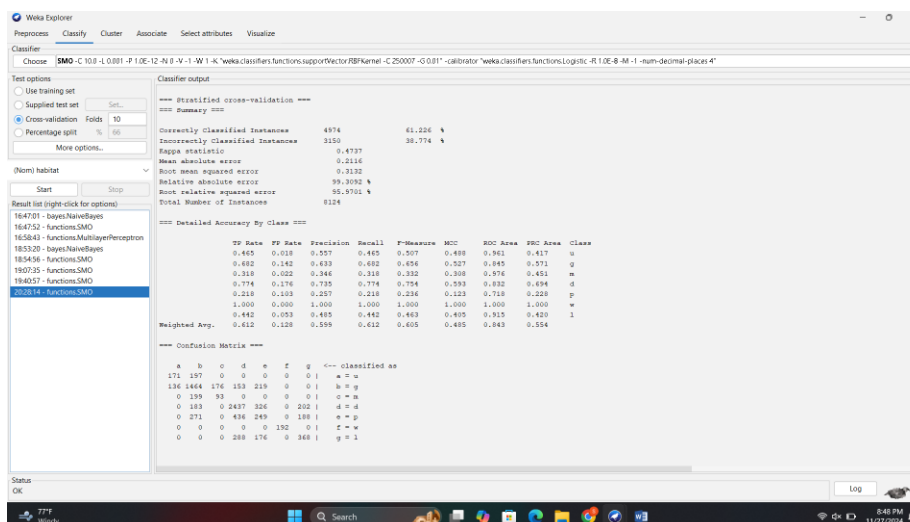 Weka Explorer
Preprocess Classify Cluster Associate Select attributes Visualize
Classifier
Choose SMO -C 10.0 -L 0.001 -P 1.0E-12 -N 0 -V -1 -W 1 -K "weka.classifiers.functions.supportVector.RBFKernel -C 250007 -G 0.01" -calibrator "weka.classifiers.functions.Logistic -R 1.0E-8 -M -1 -num-decimal-places 4"
Test options
Use training set
Supplied test set Set...
Cross-validation Folds 10
Percentage split % 66
More options...
(Nom) habitat
Start Stop
Result list (right-click for options)
16:47:01 - bayes.NaiveBayes
16:47:52 - functions.SMO
16:58:43 - functions.MultilayerPerceptron
18:53:20 - bayes.NaiveBayes
18:54:56 - functions.SMO
19:07:35 - functions.SMO
19:40:57 - functions.SMO
20:28:14 - functions.SMO
Classifier output
=== Stratified cross-validation ===
=== Summary ===
Correctly Classified Instances 4974 61.226 %
Incorrectly Classified Instances 3150 38.774 %
Kappa statistic 0.4737
Mean absolute error 0.2116
Root mean squared error 0.3132
Relative absolute error 99.3092 %
Root relative squared error 95.9701 %
Total Number of Instances 8124
=== Detailed Accuracy By Class ===
TP Rate FP Rate Precision Recall F-Measure MCC ROC Area PRC Area Class
0.465 0.018 0.557 0.465 0.507 0.488 0.961 0.417 u
0.682 0.142 0.633 0.682 0.656 0.527 0.845 0.571 g
0.318 0.022 0.346 0.318 0.332 0.308 0.976 0.451 m
0.774 0.176 0.735 0.774 0.754 0.593 0.832 0.694 d
0.218 0.103 0.257 0.218 0.236 0.123 0.718 0.228 p
1.000 0.000 1.000 1.000 1.000 1.000 1.000 1.000 w
0.442 0.053 0.485 0.442 0.463 0.405 0.915 0.420 l
Weighted Avg. 0.612 0.128 0.599 0.612 0.605 0.485 0.843 0.554
=== Confusion Matrix ===
a b c d e f g <-- classified as
171 197 0 0 0 0 0 | a = u
136 1464 176 153 219 0 0 | b = g
0 199 93 0 0 0 0 | c = m
0 183 0 2437 326 0 202 | d = d
0 271 0 436 249 0 188 | e = p
0 0 0 0 0 192 0 | f = w
0 0 0 288 176 0 368 | g = l
Status
OK
Log
77°F
Windy
Search
8:48 PM
11/27/2024